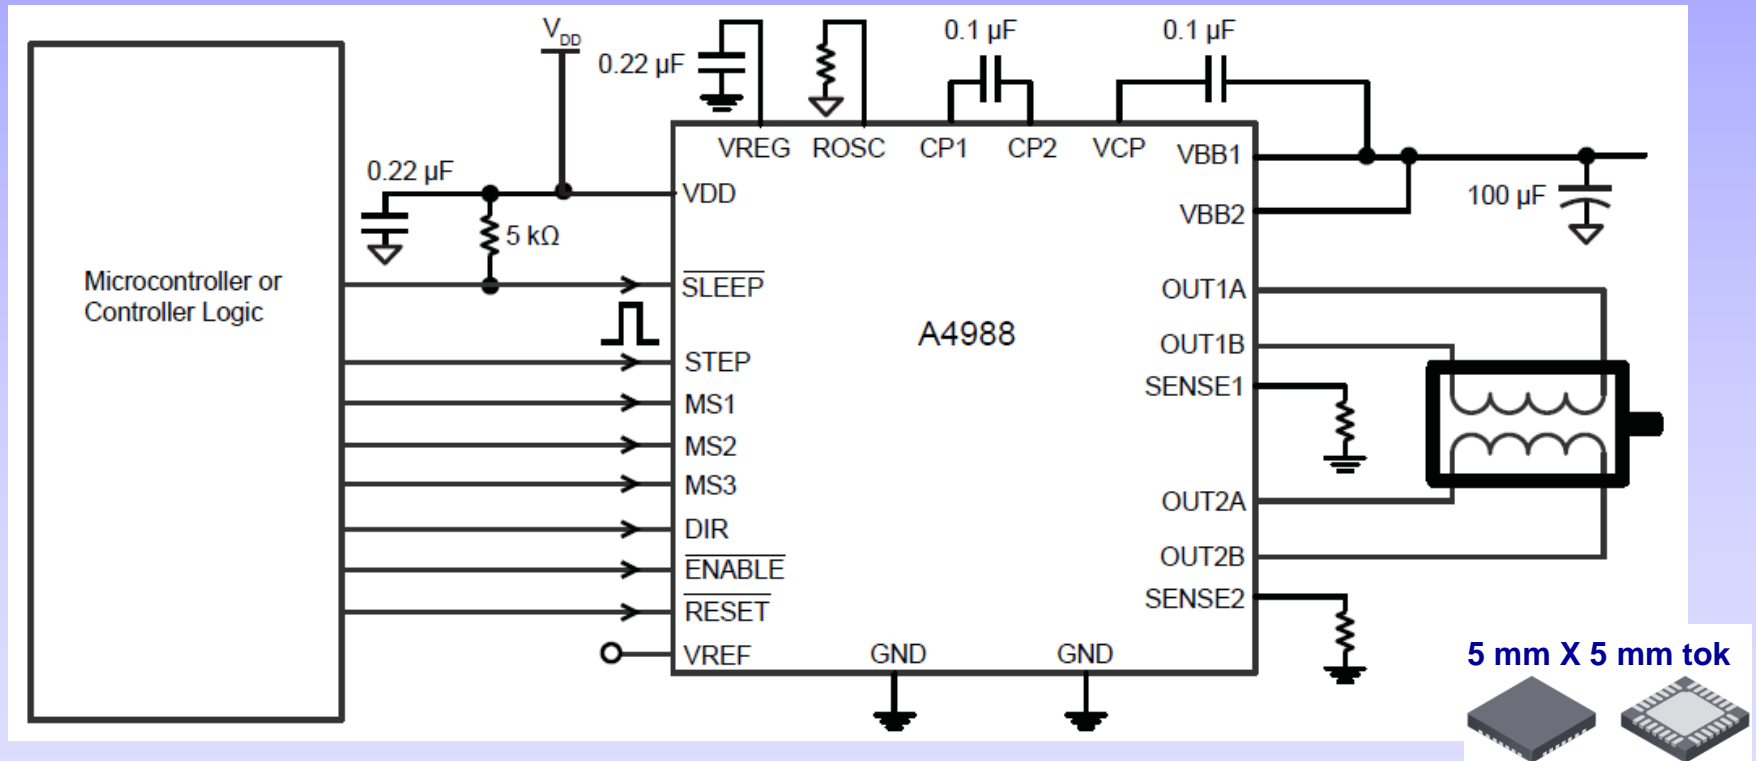 V_DD
0.22 µF
0.1 µF
0.1 µF
VREG
ROSC
CP1
CP2
VCP
VBB1
0.22 µF
VDD
100 µF
VBB2
5 kΩ
Microcontroller or
Controller Logic
SLEEP
OUT1A
A4988
OUT1B
STEP
SENSE1
MS1
MS2
MS3
OUT2A
DIR
OUT2B
ENABLE
SENSE2
RESET
VREF
GND
GND
5 mm X 5 mm tok